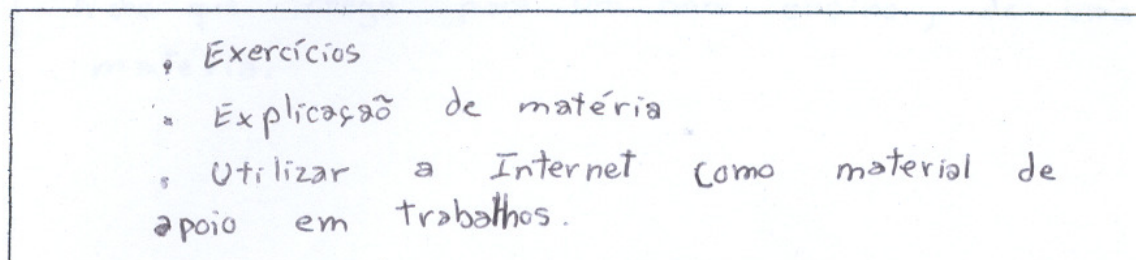 • Exercícios
• Explicaçaõ de matéria
• Utilizar a Internet como material de
apoio em trabalhos.